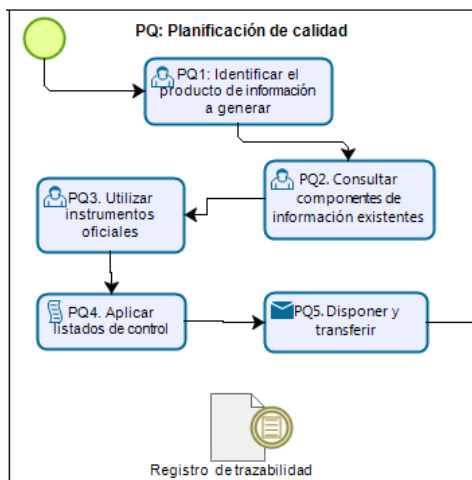 PQ: Planificación de calidad
PQ1: Identificar el
producto de información
a generar
PQ2. Consultar
componentes de
información existentes
PQ3. Utilizar
instrumentos
oficiales
PQ4. Aplicar
listados de control
PQ5. Disponer y
transferir
Registro de trazabilidad